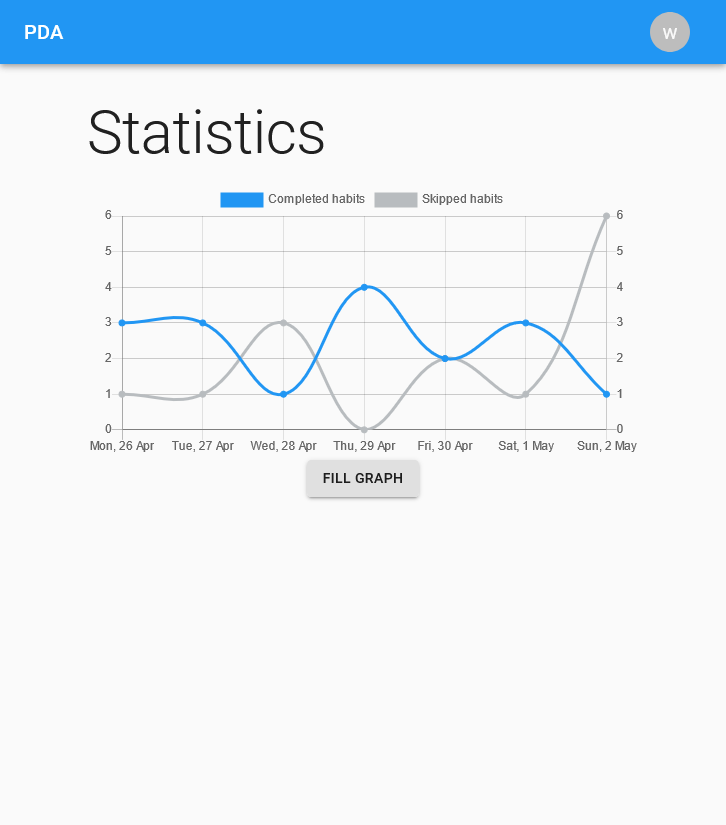 PDA W
Statistics
Completed habits Skipped habits
6 6
5 5
4 4
3 3
2 2
1 1
0 0
Mon, 26 Apr Tue, 27 Apr Wed, 28 Apr Thu, 29 Apr Fri, 30 Apr Sat, 1 May Sun, 2 May
FILL GRAPH